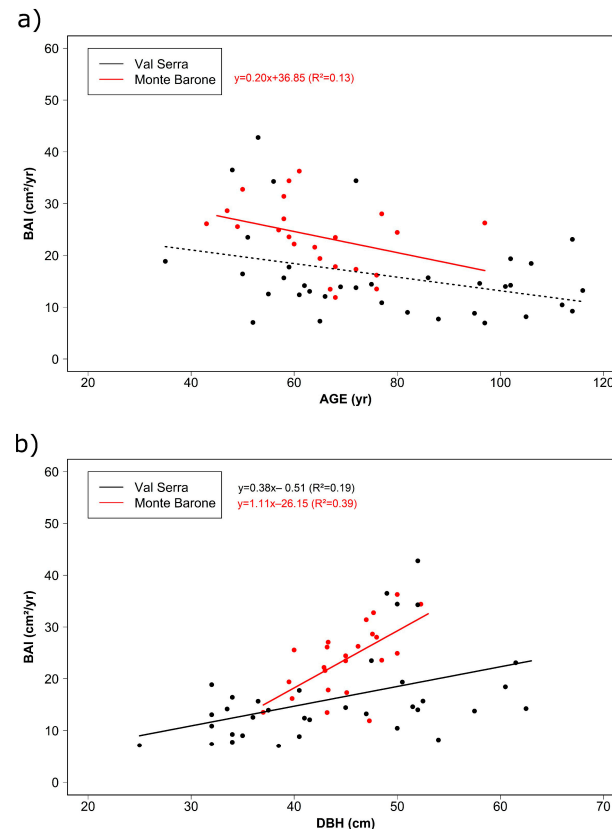 a)
60
50
40
30
20
10
0
BAI (cm²/yr)
Val Serra
Monte Barone
y=0.20x+36.85 (R²=0.13)
20 40 60 80 100 120
AGE (yr)
b)
60
50
40
30
20
10
0
BAI (cm²/yr)
Val Serra
Monte Barone
y=0.38x– 0.51 (R²=0.19)
y=1.11x–26.15 (R²=0.39)
20 30 40 50 60 70
DBH (cm)